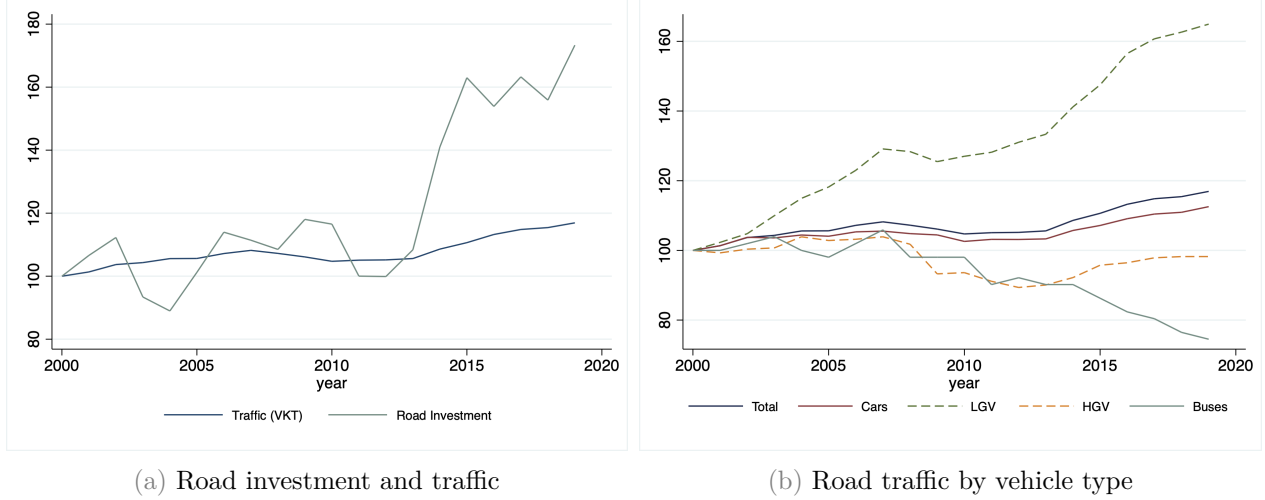 180
160
140
120
100
80
2000 2005 2010 2015 2020
year
Traffic (VKT) Road Investment
(a) Road investment and traffic
160
140
120
100
80
2000 2005 2010 2015 2020
year
Total Cars LGV HGV Buses
(b) Road traffic by vehicle type